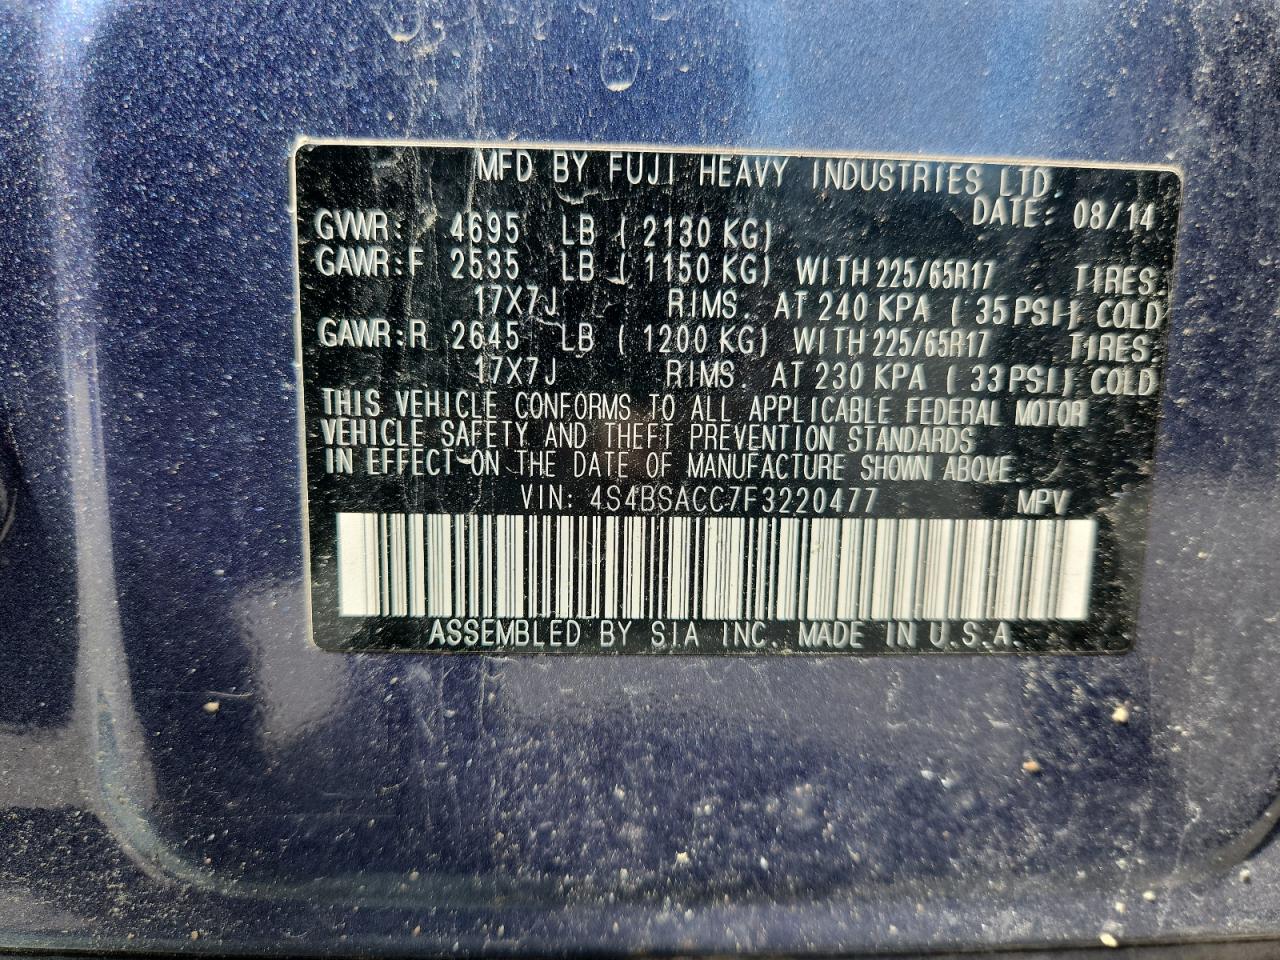 MFD BY FUJI HEAVY INDUSTRIES LTD.
DATE: 08/14
GVWR: 4695 LB ( 2130 KG)
GAWR:F 2535 LB ( 1150 KG) WITH 225/65R17 TIRES.
17X7J RIMS. AT 240 KPA ( 35 PSI) COLD
GAWR:R 2645 LB ( 1200 KG) WITH 225/65R17 TIRES.
17X7J RIMS. AT 230 KPA ( 33 PSI) COLD
THIS VEHICLE CONFORMS TO ALL APPLICABLE FEDERAL MOTOR
VEHICLE SAFETY AND THEFT PREVENTION STANDARDS
IN EFFECT ON THE DATE OF MANUFACTURE SHOWN ABOVE.
VIN: 4S4BSACC7F3220477 MPV
ASSEMBLED BY SIA INC. MADE IN U.S.A.